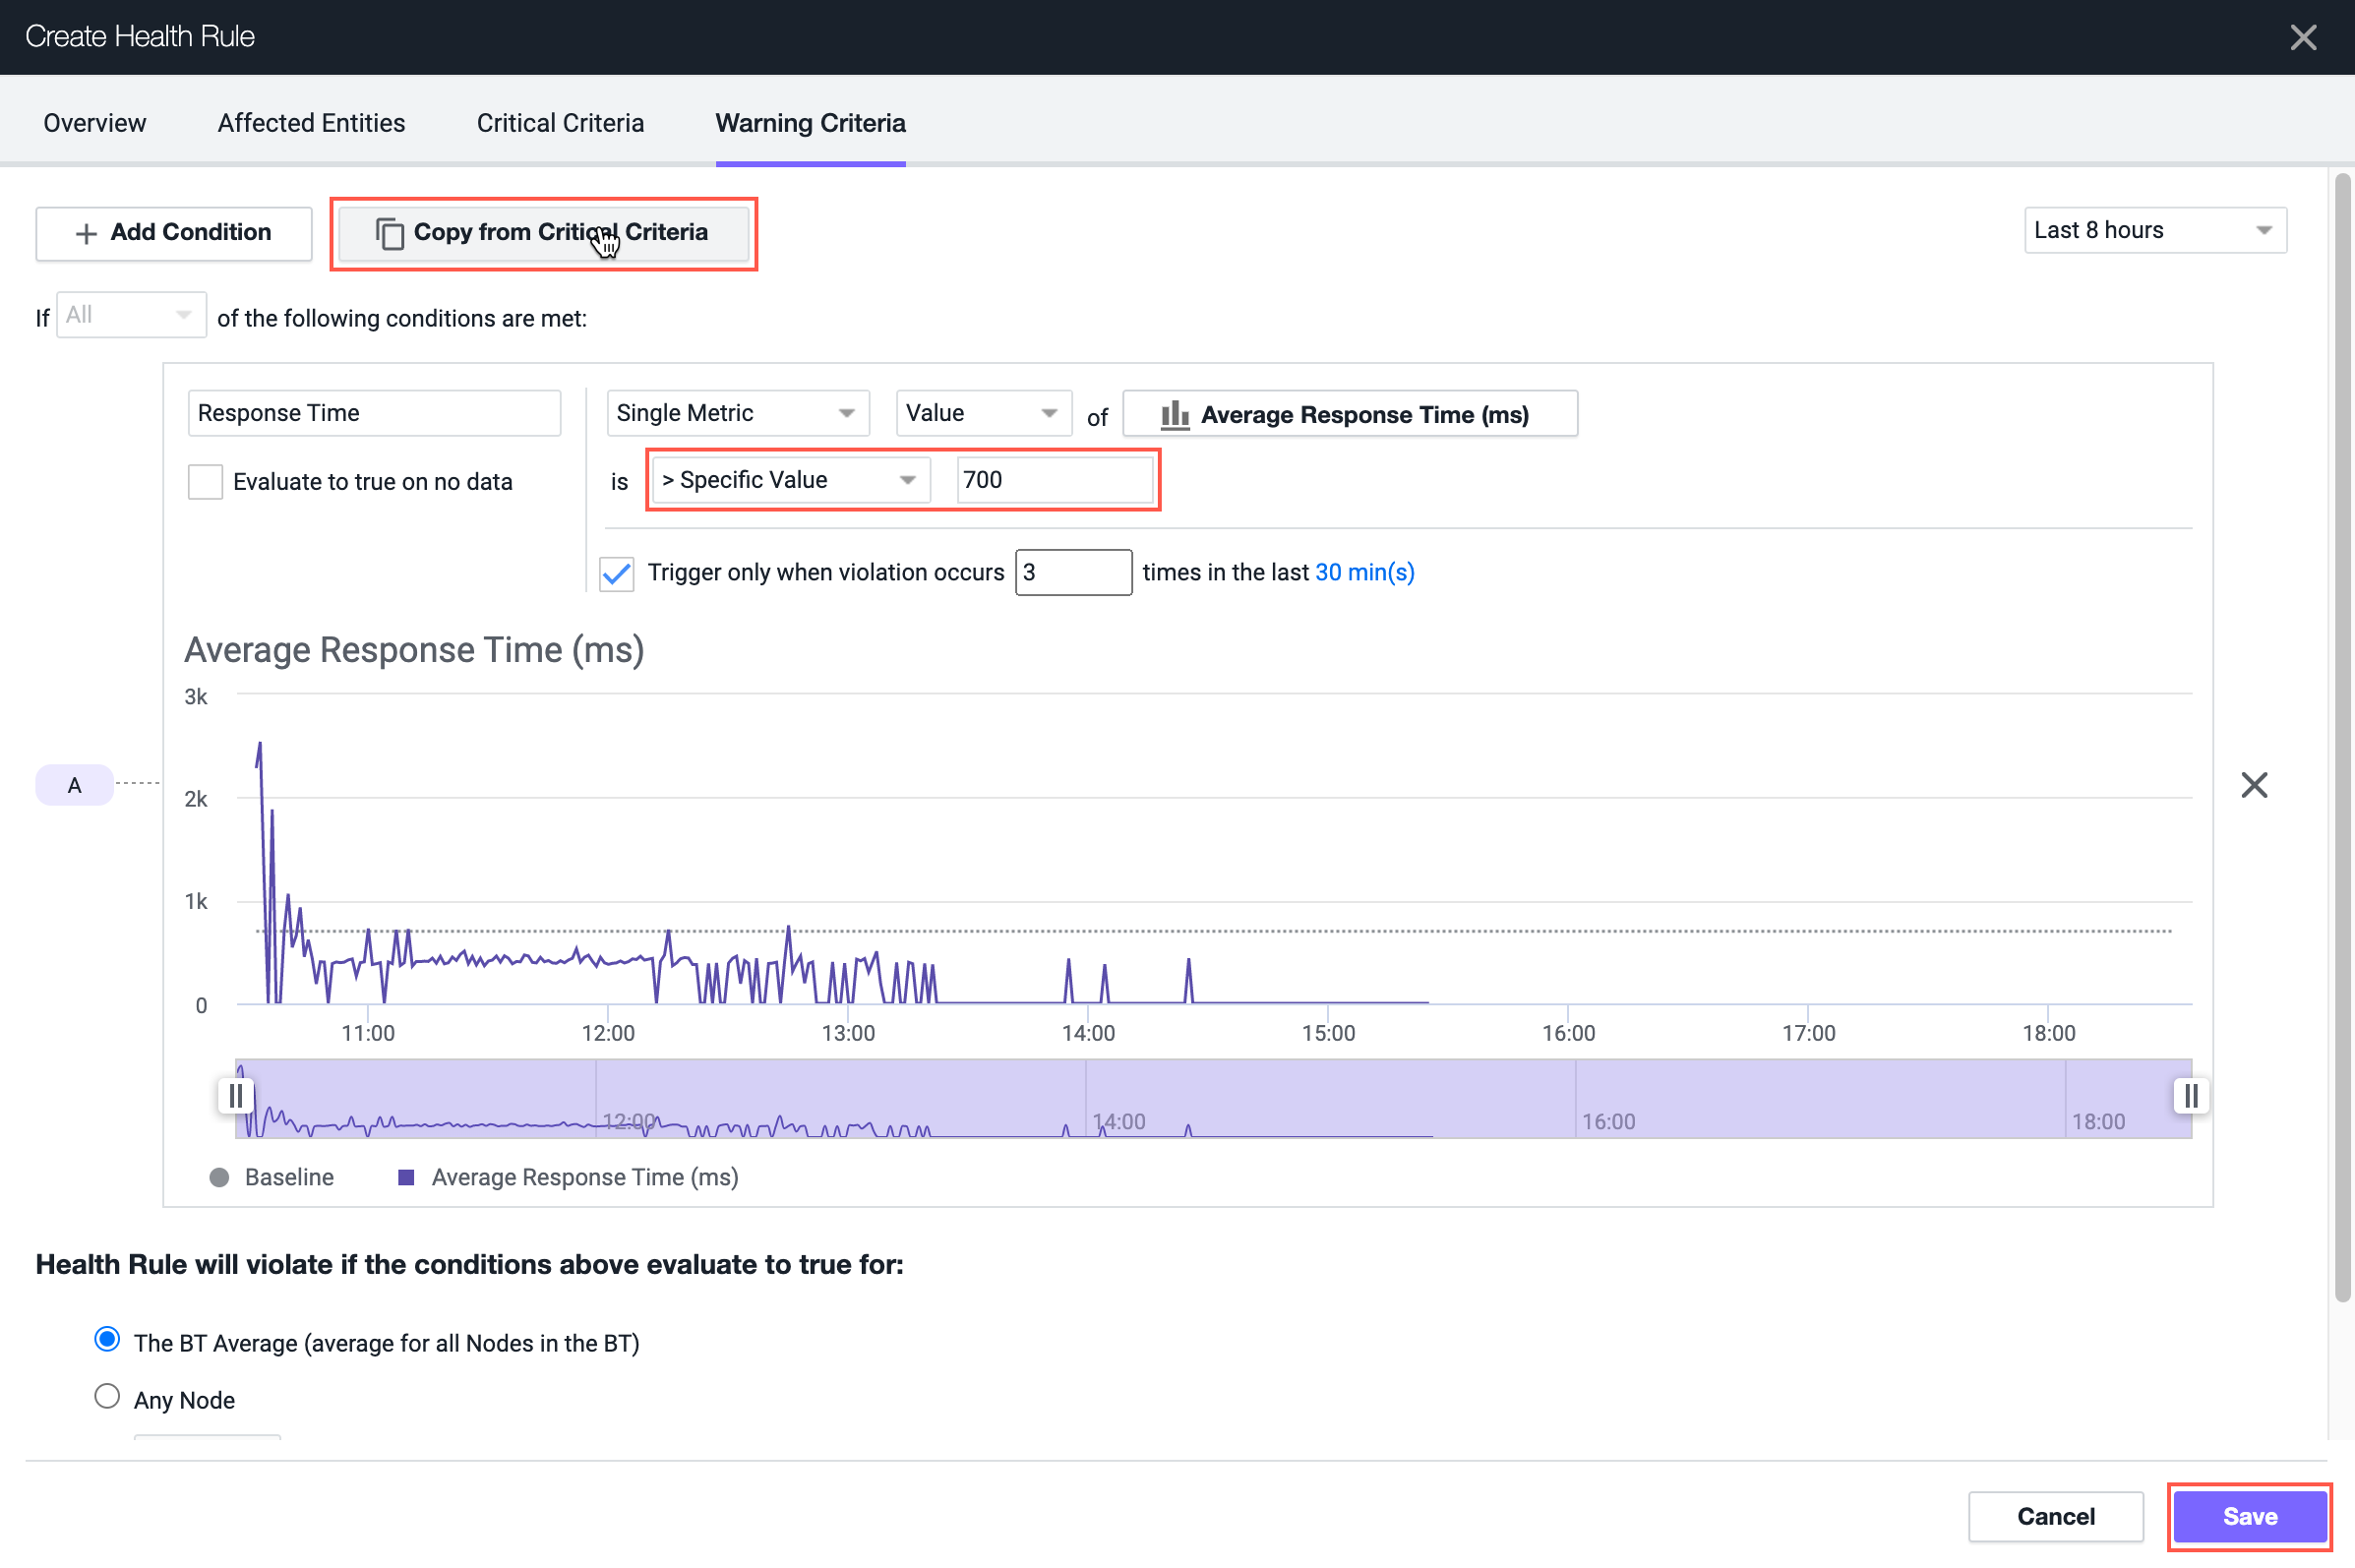 Create Health Rule
Overview Affected Entities Critical Criteria Warning Criteria
Add Condition Copy from Critical Criteria Last 8 hours
If All of the following conditions are met:
Response Time Single Metric Value of Average Response Time (ms)
Evaluate to true on no data is > Specific Value 700
Trigger only when violation occurs 3 times in the last 30 min(s)
Average Response Time (ms)
3k
A
2k
1k
0
11:00 12:00 13:00 14:00 15:00 16:00 17:00 18:00
12:00 14:00 16:00 18:00
Baseline Average Response Time (ms)
Health Rule will violate if the conditions above evaluate to true for:
The BT Average (average for all Nodes in the BT)
Any Node
Cancel Save